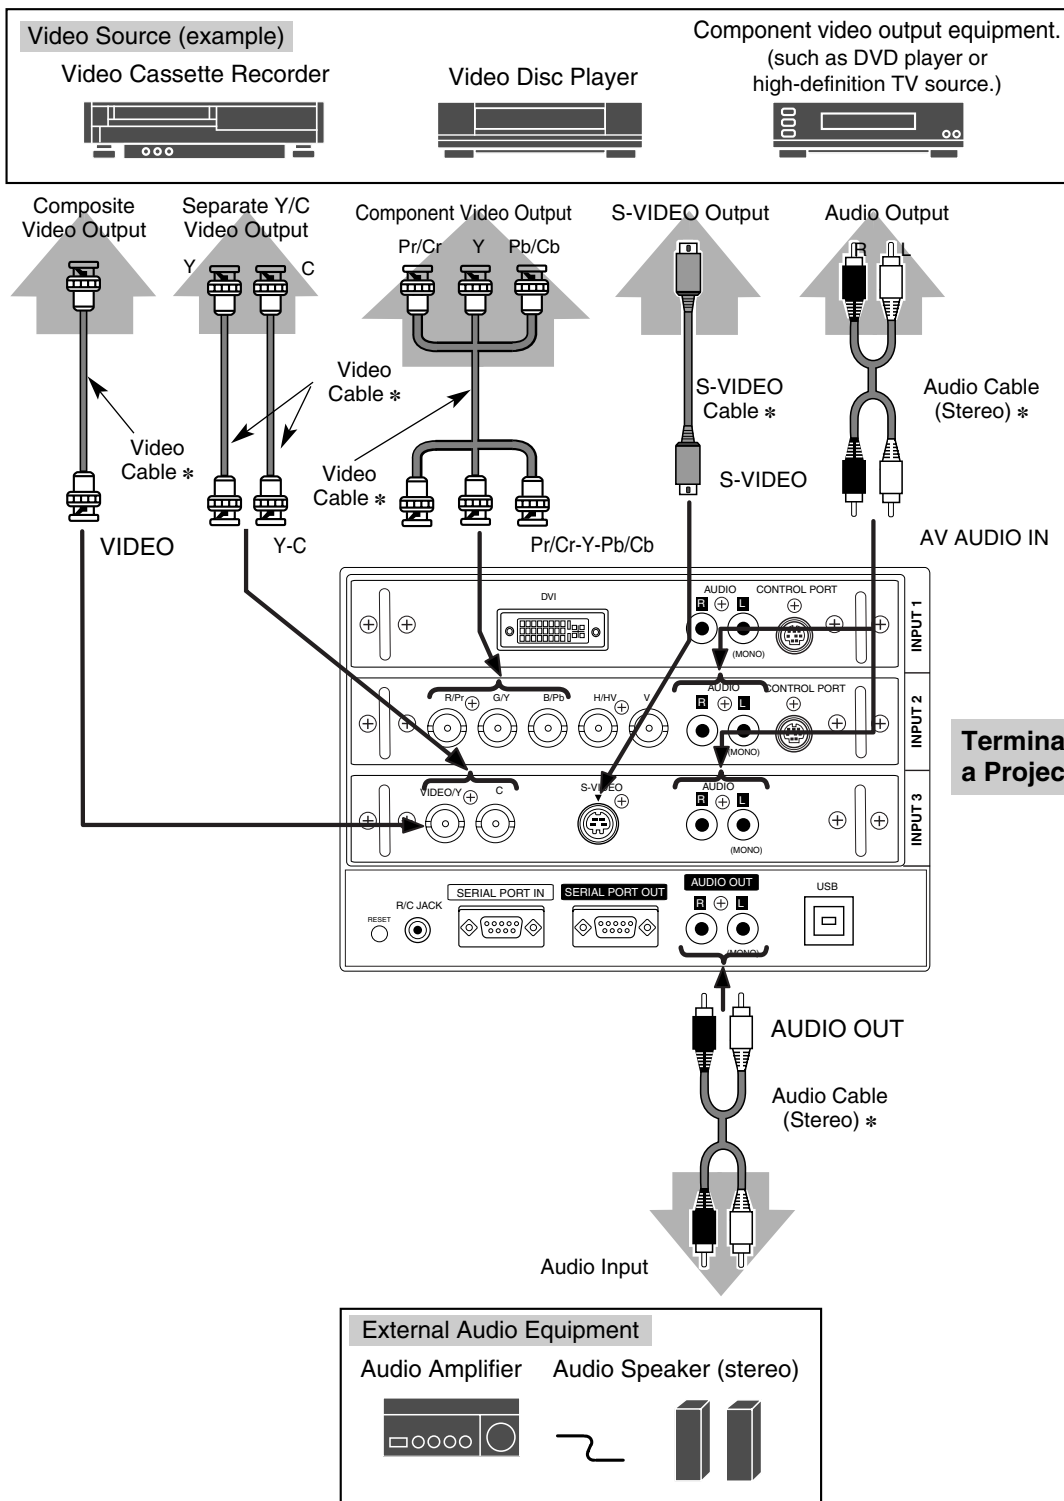 Video Source (example)
Video Cassette Recorder
Video Disc Player
Component video output equipment.
(such as DVD player or
high-definition TV source.)
Composite
Video Output
Separate Y/C
Video Output
Component Video Output
S-VIDEO Output
Audio Output
Y
C
Pr/Cr
Y
Pb/Cb
R
L
Video
Cable *
Video
Cable *
Video
Cable *
S-VIDEO
Cable *
Audio Cable
(Stereo) *
VIDEO
Y-C
Pr/Cr-Y-Pb/Cb
S-VIDEO
AV AUDIO IN
DVI
AUDIO
R
L
(MONO)
CONTROL PORT
INPUT 1
R/Pr
G/Y
B/Pb
H/HV
V
AUDIO
R
L
(MONO)
CONTROL PORT
INPUT 2
VIDEO/Y
C
S-VIDEO
AUDIO
R
L
(MONO)
INPUT 3
Termina
a Projec
RESET
R/C JACK
SERIAL PORT IN
SERIAL PORT OUT
AUDIO OUT
R
L
(MONO)
USB
AUDIO OUT
Audio Cable
(Stereo) *
Audio Input
External Audio Equipment
Audio Amplifier
Audio Speaker (stereo)